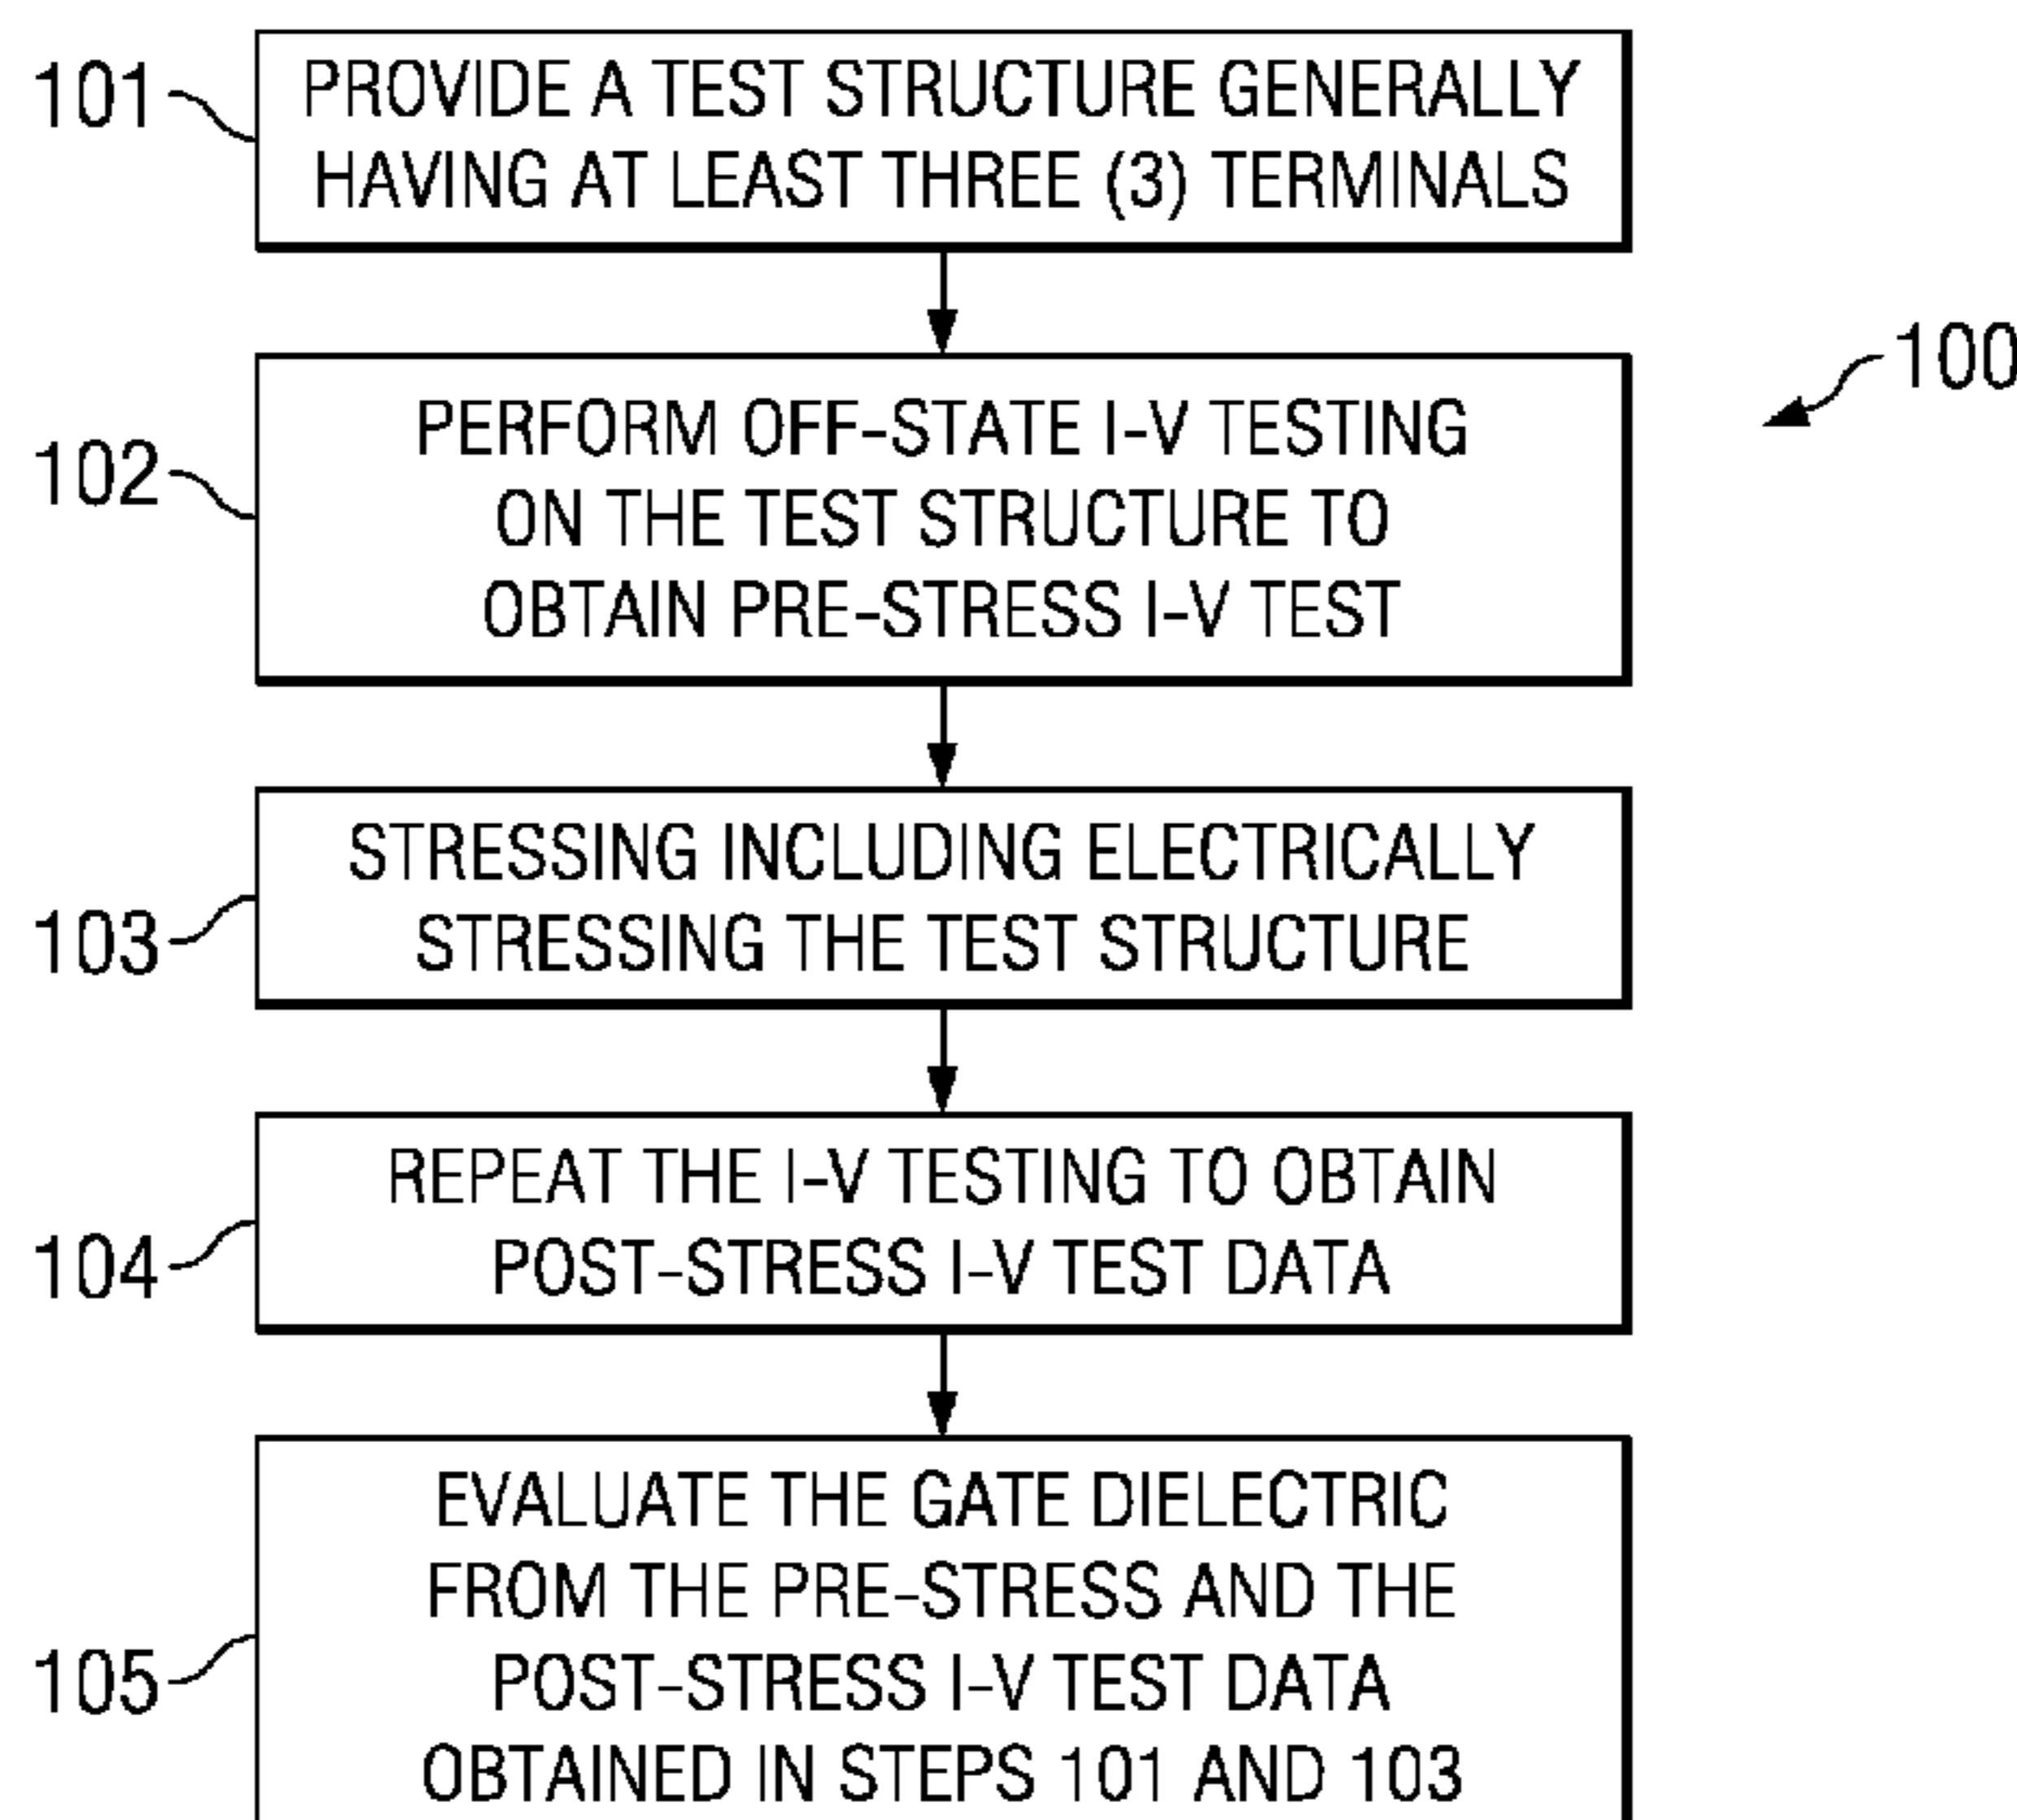 101
PROVIDE A TEST STRUCTURE GENERALLY
HAVING AT LEAST THREE (3) TERMINALS
100
102
PERFORM OFF-STATE I-V TESTING
ON THE TEST STRUCTURE TO
OBTAIN PRE-STRESS I-V TEST
103
STRESSING INCLUDING ELECTRICALLY
STRESSING THE TEST STRUCTURE
104
REPEAT THE I-V TESTING TO OBTAIN
POST-STRESS I-V TEST DATA
105
EVALUATE THE GATE DIELECTRIC
FROM THE PRE-STRESS AND THE
POST-STRESS I-V TEST DATA
OBTAINED IN STEPS 101 AND 103